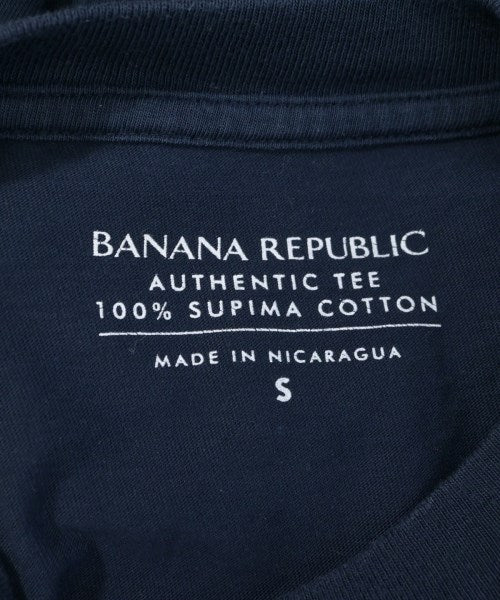 BANANA REPUBLIC
AUTHENTIC TEE
100% SUPIMA COTTON
MADE IN NICARAGUA
S